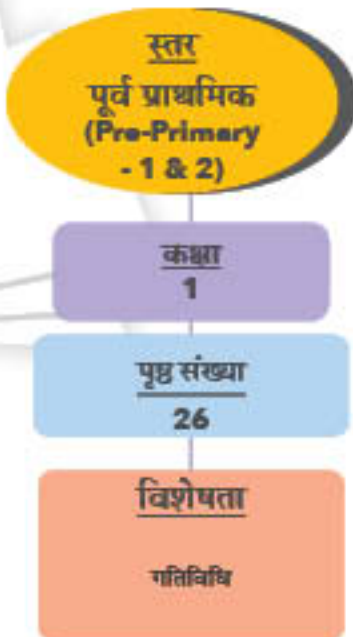 स्तर
पूर्व प्राथमिक
(Pre-Primary
- 1 & 2)
कक्षा
1
पृष्ठ संख्या
26
विशेषता
गतिविधि